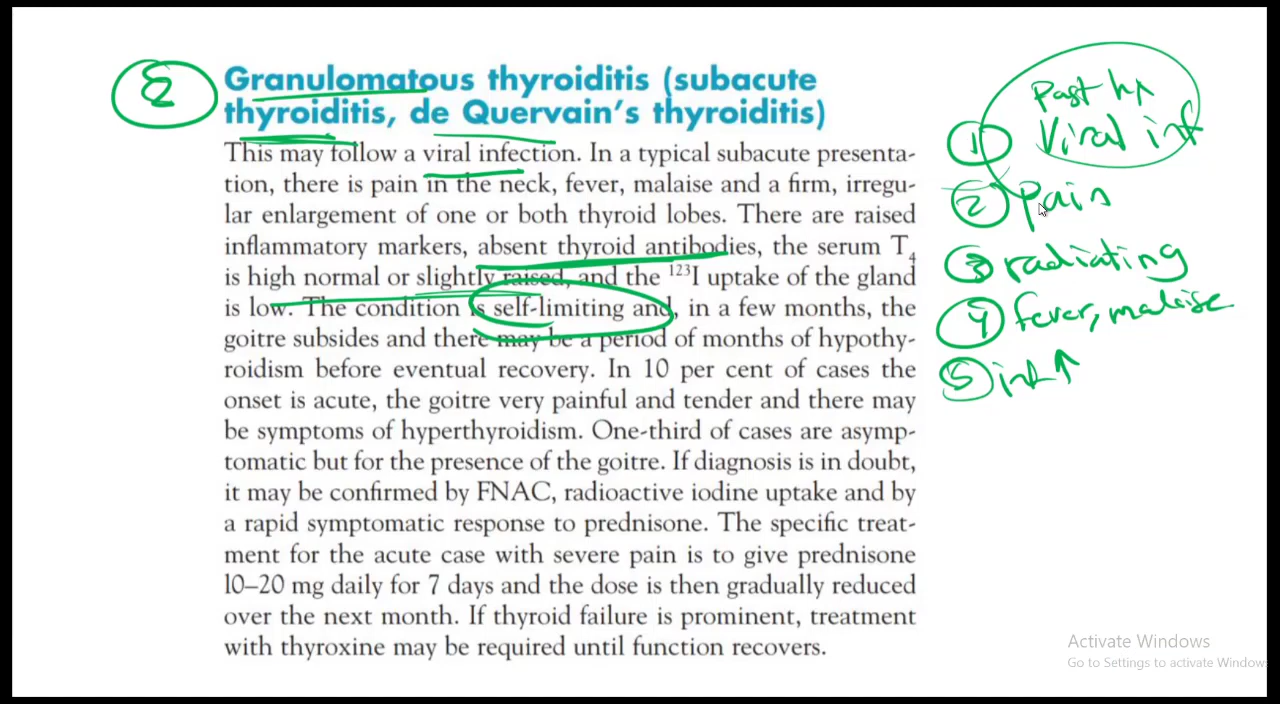 Granulomatous thyroiditis (subacute
thyroiditis, de Quervain’s thyroiditis)
This may follow a viral infection. In a typical subacute presenta-
tion, there is pain in the neck, fever, malaise and a firm, irregu-
lar enlargement of one or both thyroid lobes. There are raised
inflammatory markers, absent thyroid antibodies, the serum T4
is high normal or slightly raised, and the 123I uptake of the gland
is low. The condition is self-limiting and, in a few months, the
goitre subsides and there may be a period of months of hypothy-
roidism before eventual recovery. In 10 per cent of cases the
onset is acute, the goitre very painful and tender and there may
be symptoms of hyperthyroidism. One-third of cases are asymp-
tomatic but for the presence of the goitre. If diagnosis is in doubt,
it may be confirmed by FNAC, radioactive iodine uptake and by
a rapid symptomatic response to prednisone. The specific treat-
ment for the acute case with severe pain is to give prednisone
10–20 mg daily for 7 days and the dose is then gradually reduced
over the next month. If thyroid failure is prominent, treatment
with thyroxine may be required until function recovers.
Past
① Viral inf
② Pain
③ radiating
④ fever, malaise
⑤ ↑
Activate Windows
Go to Settings to activate Windows